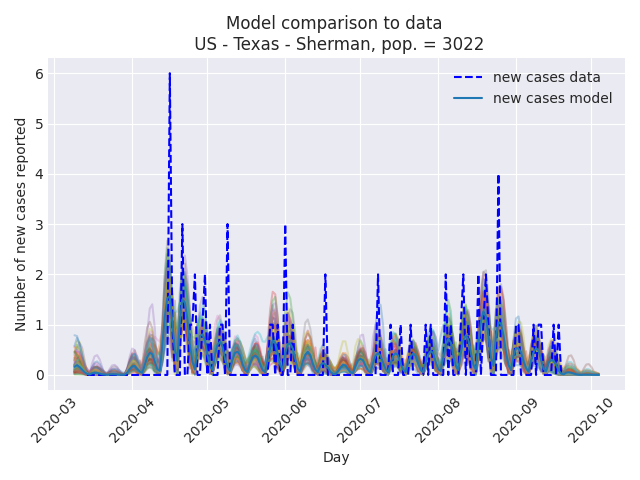 Model comparison to data
US - Texas - Sherman, pop. = 3022
new cases data
new cases model
Number of new cases reported
6
5
4
3
2
1
0
2020-03
2020-04
2020-05
2020-06
2020-07
2020-08
2020-09
2020-10
Day